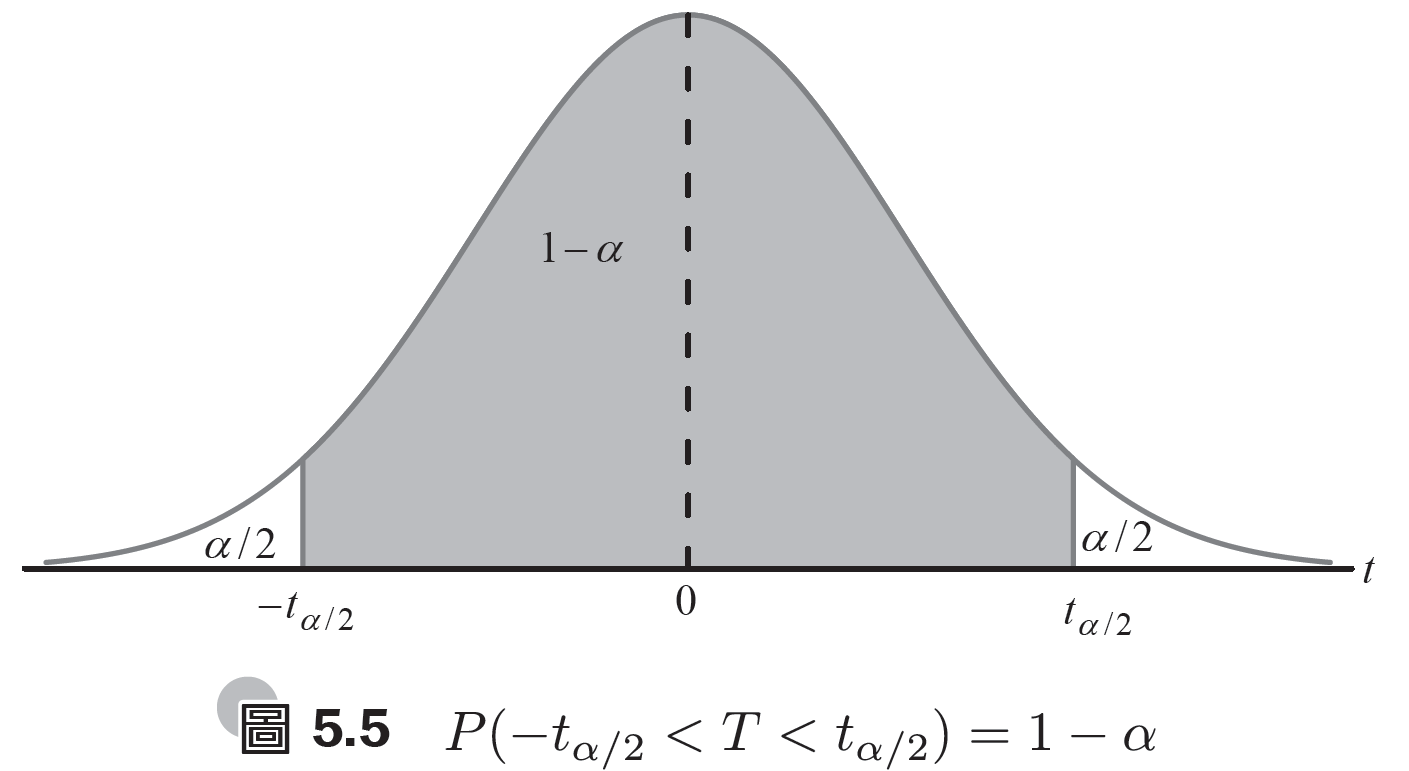 1−α
α/2
α/2
t
−t_{α/2}
0
t_{α/2}
圖 5.5 P(−t_{α/2} < T < t_{α/2}) = 1 − α